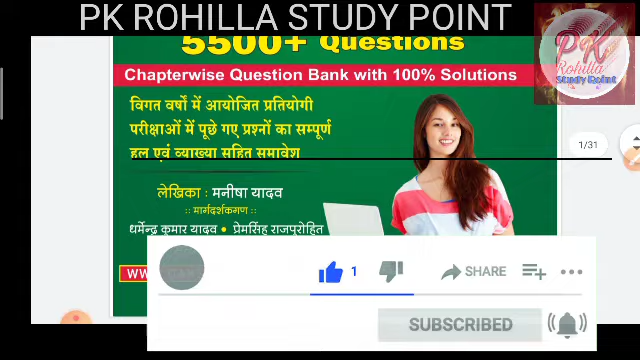 PK ROHILLA STUDY POINT
PK
Rohilla
Study Point
5500+ Questions
Chapterwise Question Bank with 100% Solutions
विगत वर्षों में आयोजित प्रतियोगी
परीक्षाओं में पूछे गए प्रश्नों का सम्पूर्ण
हल एवं व्याख्या सहित समावेश
1/31
लेखिका : मनीषा यादव
:: मार्गदर्शकगण ::
धर्मेन्द्र कुमार यादव • प्रेमसिंह राजपुरोहित
1
SHARE
SUBSCRIBED